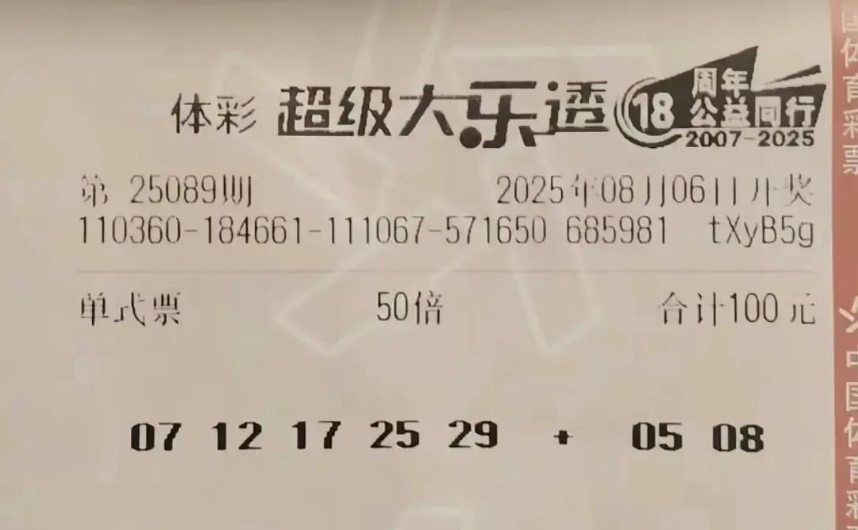 体彩 超级大乐透 18 周年 公益同行 2007-2025
第 25089期 2025年08月06日开奖
110360-184661-111067-571650 685981 tXyB5g
单式票 50倍 合计100元
07 12 17 25 29 + 05 08
国体育彩票
中国体育彩